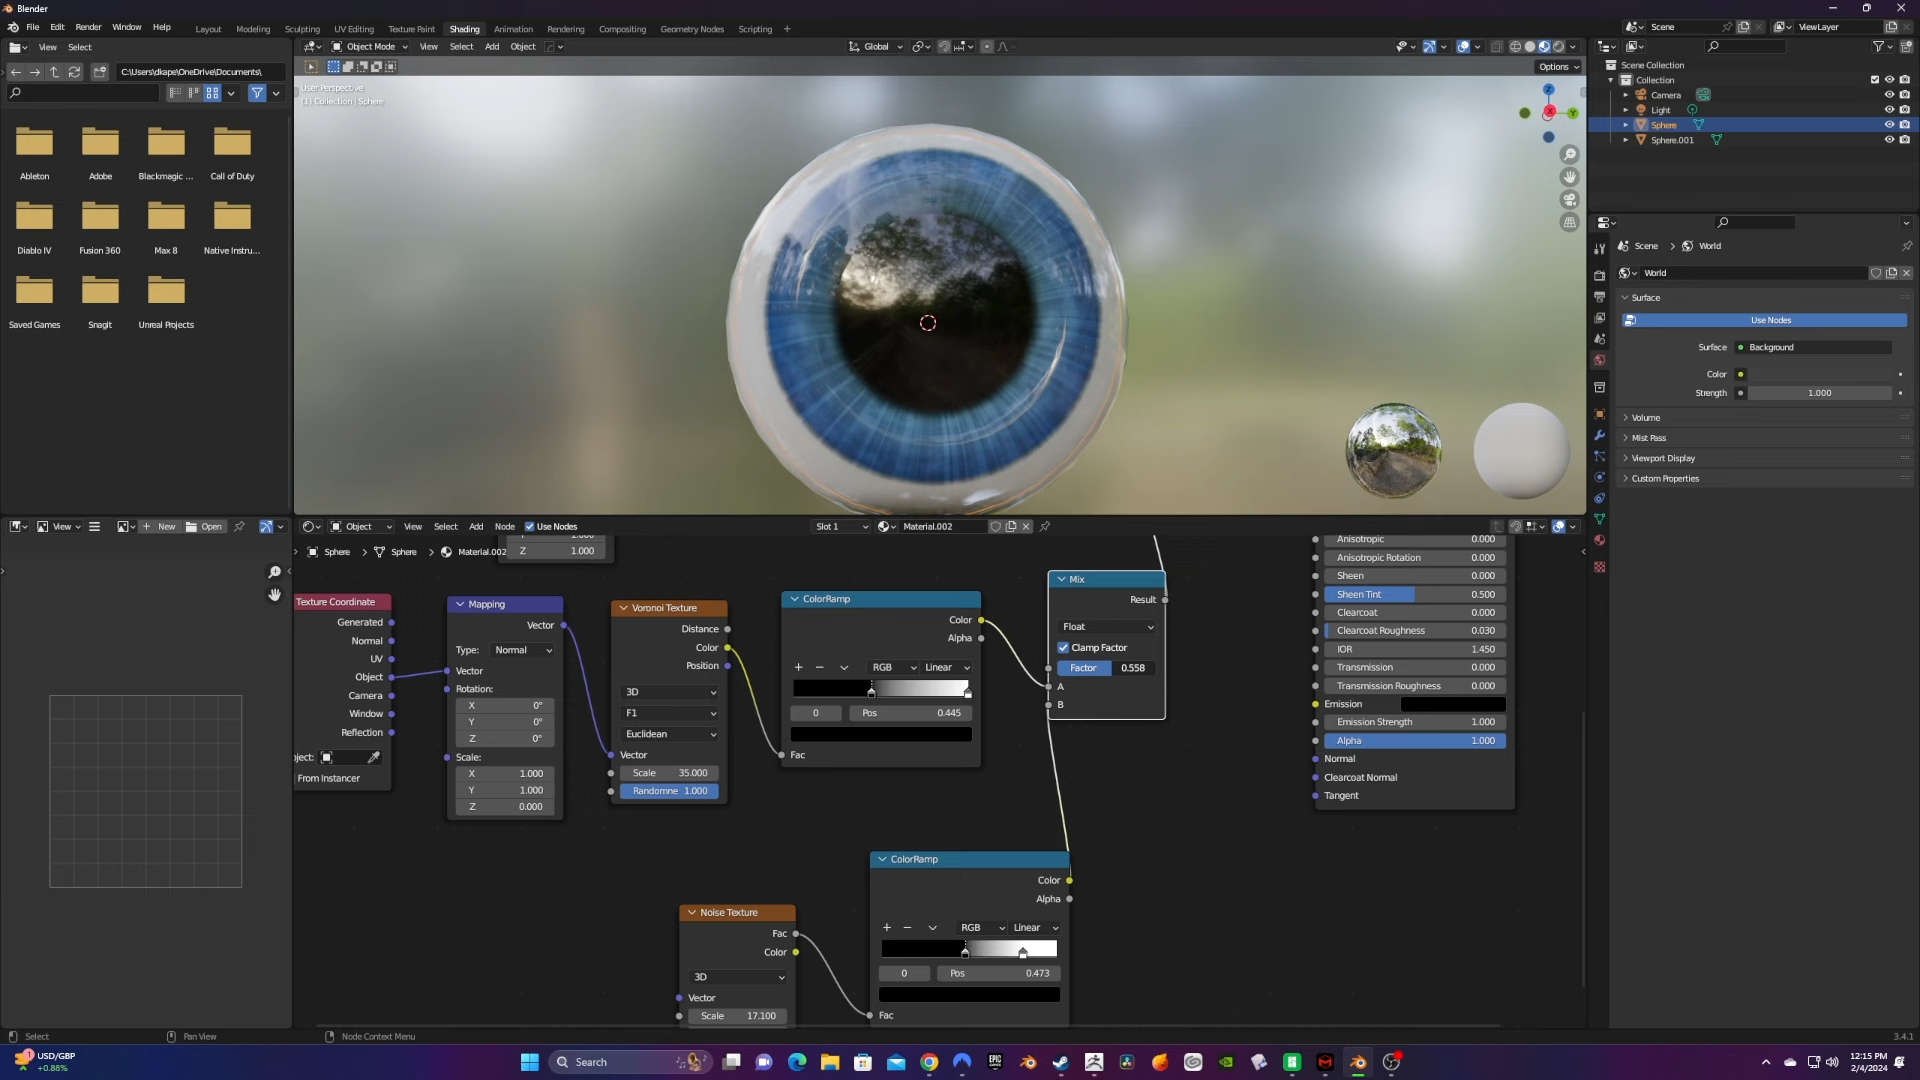 Blender
File Edit Render Window Help
Layout Modeling Sculpting UV Editing Texture Paint Shading Animation Rendering Compositing Geometry Nodes Scripting +
Scene
ViewLayer
View Select
Object Mode View Select Add Object
Global
C:\Users\dkape\OneDrive\Documents\
Options
User Perspective
(1) Collection | Sphere
Z
Y
X
Scene Collection
Collection
Camera
Light
Sphere
Sphere.001
Ableton Adobe Blackmagic ... Call of Duty
Diablo IV Fusion 360 Max 8 Native Instru...
Saved Games Snagit Unreal Projects
Scene > World
World
Surface
Use Nodes
Surface Background
Color
Strength 1.000
Volume
Mist Pass
Viewport Display
Custom Properties
View + New Open
Object View Select Add Node Use Nodes
Slot 1
Material.002
Sphere > Sphere > Material.002
1.000
Z 1.000
Texture Coordinate
Generated
Normal
UV
Object
Camera
Window
Reflection
bject:
From Instancer
Mapping
Vector
Type: Normal
Vector
Rotation:
X 0°
Y 0°
Z 0°
Scale:
X 1.000
Y 1.000
Z 0.000
Voronoi Texture
Distance
Color
Position
3D
F1
Euclidean
Vector
Scale 35.000
Randomne 1.000
ColorRamp
Color
Alpha
+ − RGB Linear
0 Pos 0.445
Fac
Mix
Result
Float
Clamp Factor
Factor 0.558
A
B
Anisotropic 0.000
Anisotropic Rotation 0.000
Sheen 0.000
Sheen Tint 0.500
Clearcoat 0.000
Clearcoat Roughness 0.030
IOR 1.450
Transmission 0.000
Transmission Roughness 0.000
Emission
Emission Strength 1.000
Alpha 1.000
Normal
Clearcoat Normal
Tangent
Noise Texture
Fac
Color
3D
Vector
Scale 17.100
ColorRamp
Color
Alpha
+ − RGB Linear
0 Pos 0.473
Fac
Select
Pan View
Node Context Menu
3.4.1
1
USD/GBP
+0.88%
Search
EPIC
12:15 PM
2/4/2024